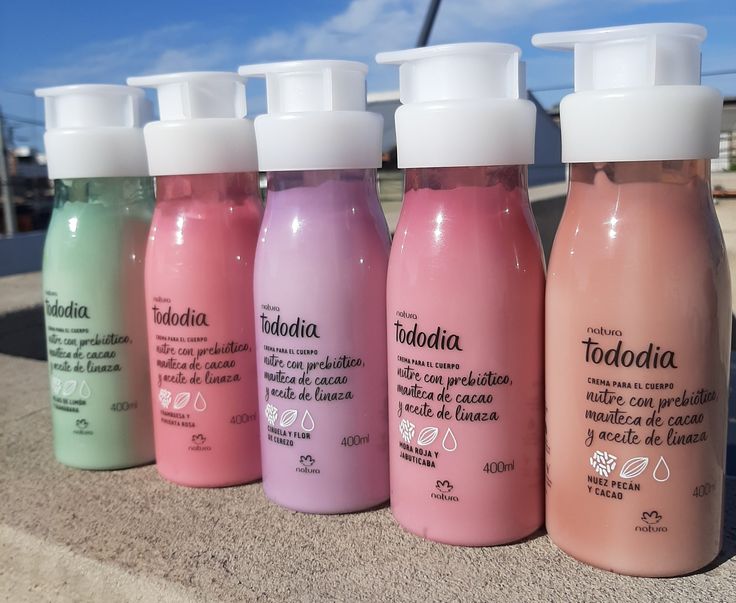 natura
Tododia
CREMA PARA EL CUERPO
nutre con prebiótico,
manteca de cacao
y aceite de linaza
DE LIMÓN
400ml
natura
natura
Tododia
CREMA PARA EL CUERPO
nutre con prebiótico,
manteca de cacao
y aceite de linaza
FRAMBUESA Y
PIMIENTA ROSA
400ml
natura
natura
Tododia
CREMA PARA EL CUERPO
nutre con prebiótico,
manteca de cacao
y aceite de linaza
CIRUELA Y FLOR
DE CEREZO
400ml
natura
natura
Tododia
CREMA PARA EL CUERPO
nutre con prebiótico,
manteca de cacao
y aceite de linaza
MORA ROJA Y
JABUTICABA
400ml
natura
natura
Tododia
CREMA PARA EL CUERPO
nutre con prebiótico,
manteca de cacao
y aceite de linaza
NUEZ PECÁN
Y CACAO
400ml
natura